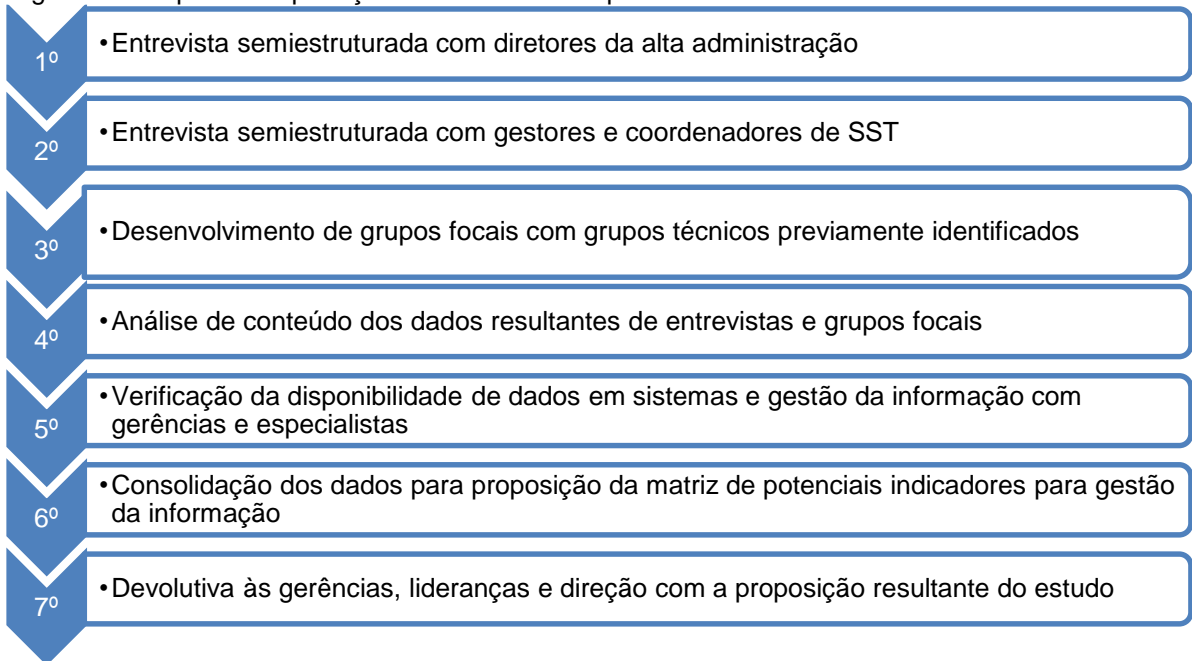 1º
•Entrevista semiestruturada com diretores da alta administração
2º
•Entrevista semiestruturada com gestores e coordenadores de SST
3º
•Desenvolvimento de grupos focais com grupos técnicos previamente identificados
4º
•Análise de conteúdo dos dados resultantes de entrevistas e grupos focais
5º
•Verificação da disponibilidade de dados em sistemas e gestão da informação com
gerências e especialistas
6º
•Consolidação dos dados para proposição da matriz de potenciais indicadores para gestão
da informação
7º
•Devolutiva às gerências, lideranças e direção com a proposição resultante do estudo